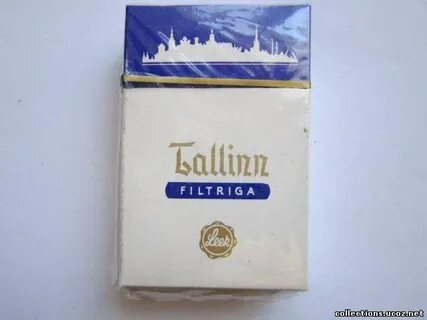 Tallinn
FILTRIGA
Leek
collections.ucoz.net